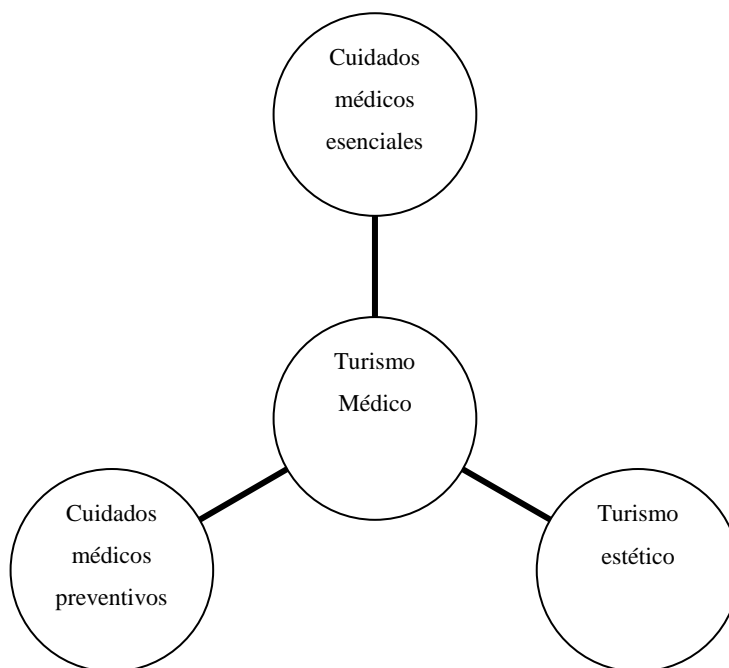 Cuidados
médicos
esenciales
Turismo
Médico
Cuidados
médicos
preventivos
Turismo
estético